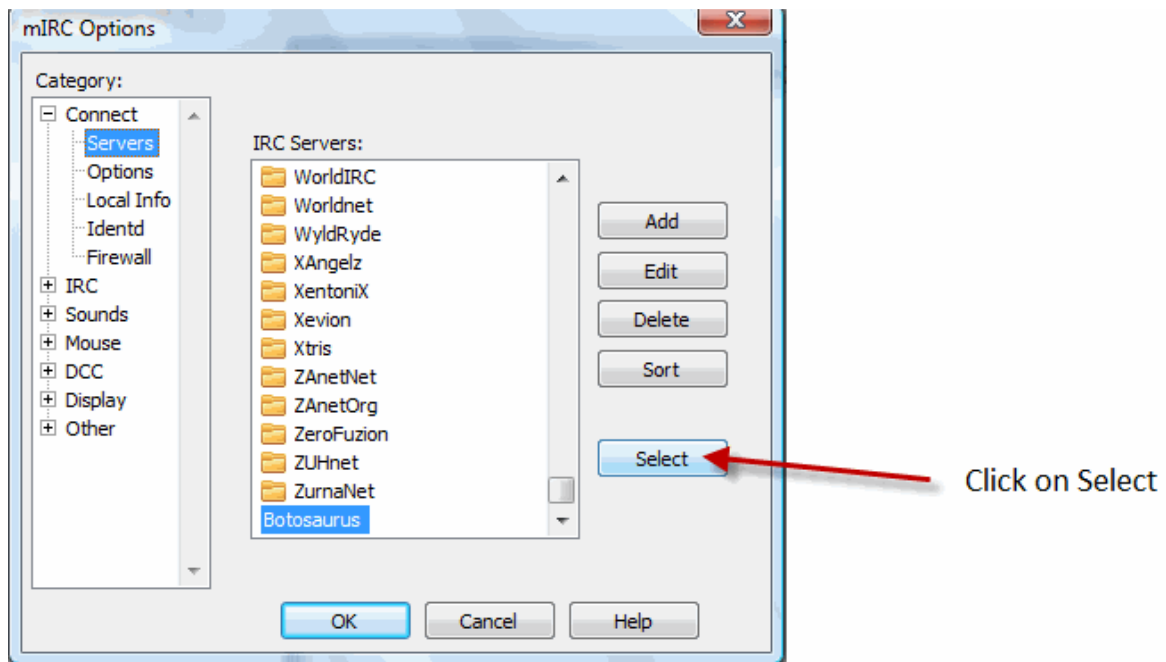 mIRC Options
Category:
Connect
Servers
Options
Local Info
Identd
Firewall
IRC
Sounds
Mouse
DCC
Display
Other
IRC Servers:
WorldIRC
Worldnet
WyldRyde
XAngelz
XentoniX
Xevion
Xtris
ZAnetNet
ZAnetOrg
ZeroFuzion
ZUHnet
ZurnaNet
Botosaurus
Add
Edit
Delete
Sort
Select
Click on Select
OK
Cancel
Help